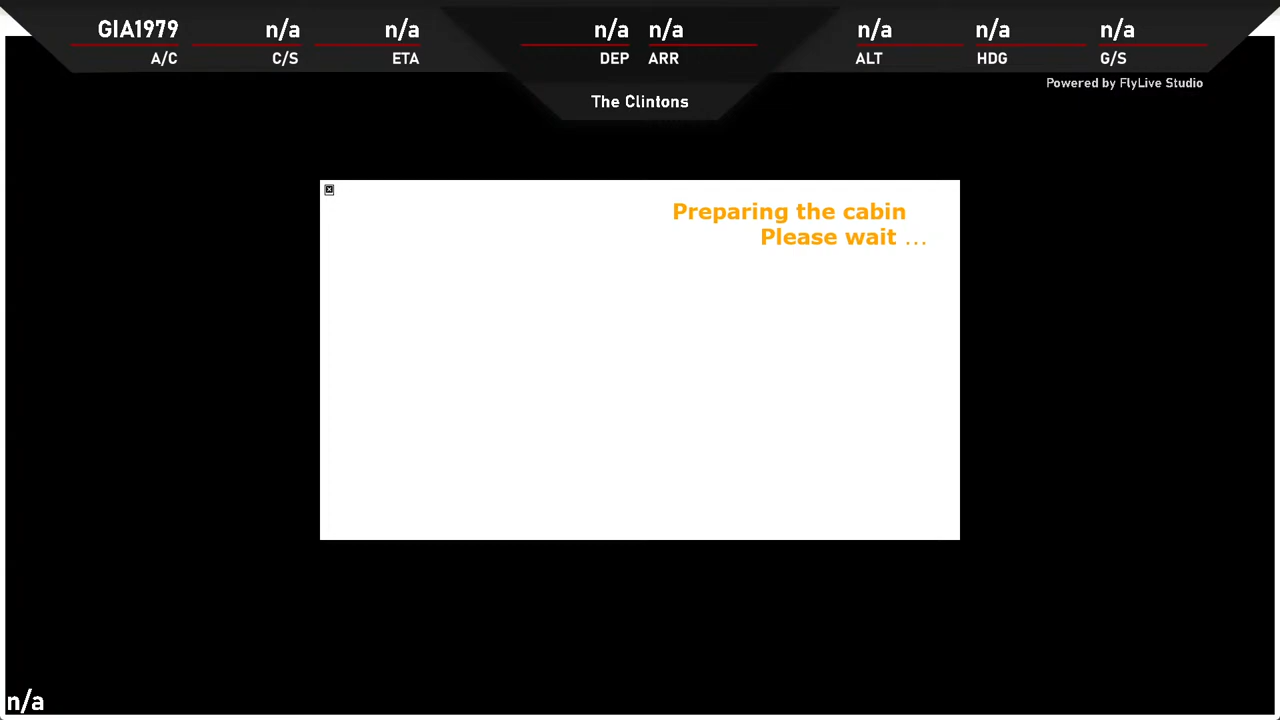 GIA1979 n/a n/a n/a n/a n/a n/a n/a
A/C C/S ETA DEP ARR ALT HDG G/S
Powered by FlyLive Studio
The Clintons
Preparing the cabin
Please wait ...
n/a